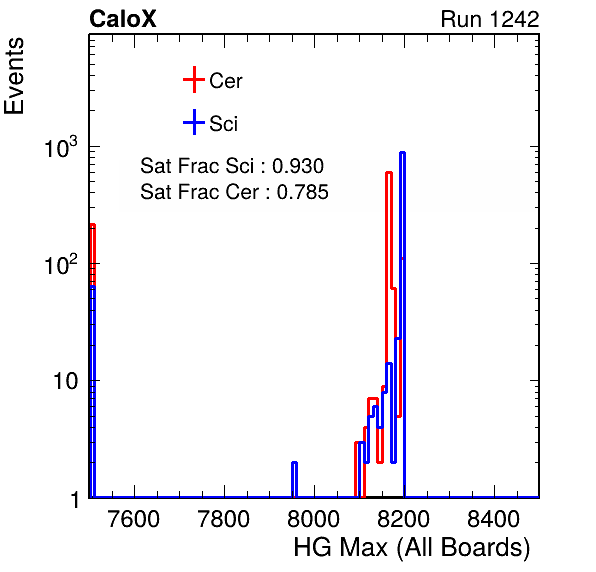 CaloX Run 1242
Events
Cer
Sci
Sat Frac Sci : 0.930
Sat Frac Cer : 0.785
10³
10²
10
1
7600 7800 8000 8200 8400
HG Max (All Boards)